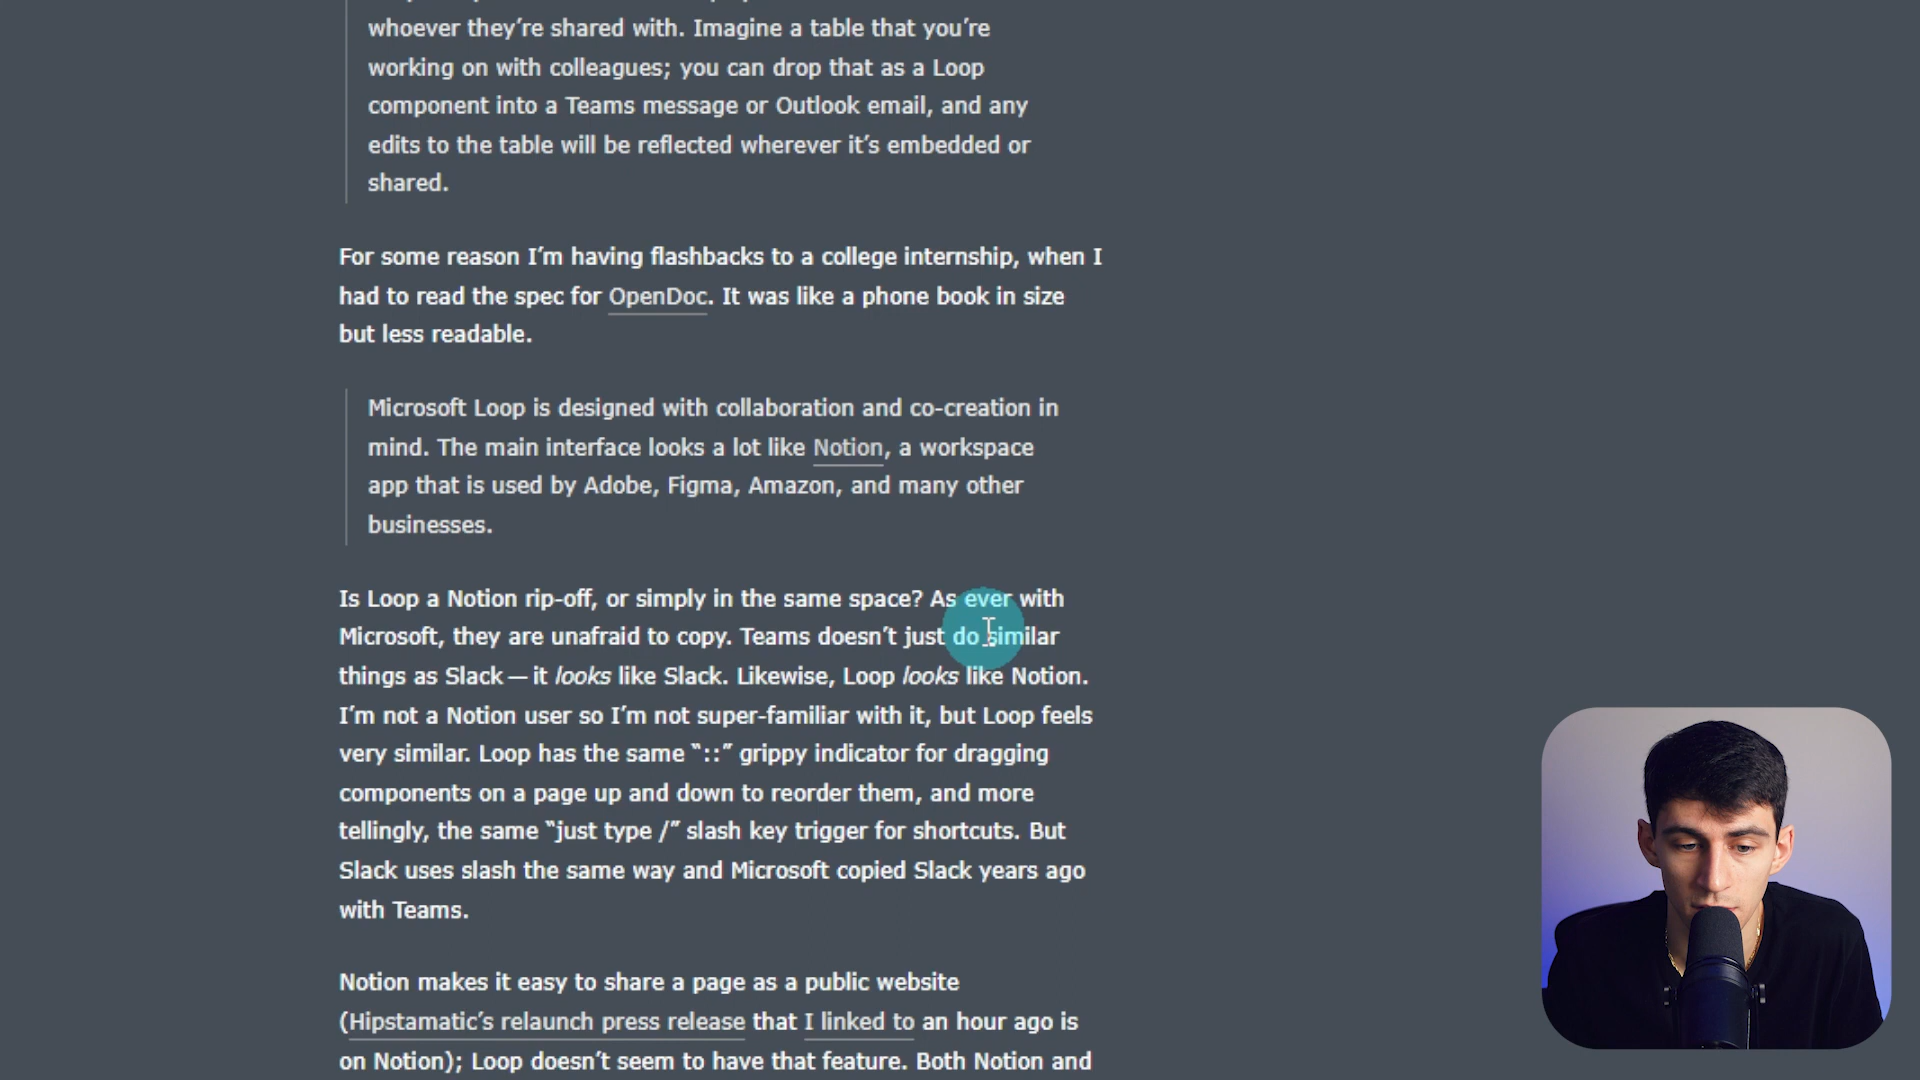 whoever they’re shared with. Imagine a table that you’re
working on with colleagues; you can drop that as a Loop
component into a Teams message or Outlook email, and any
edits to the table will be reflected wherever it’s embedded or
shared.
For some reason I’m having flashbacks to a college internship, when I
had to read the spec for OpenDoc. It was like a phone book in size
but less readable.
Microsoft Loop is designed with collaboration and co-creation in
mind. The main interface looks a lot like Notion, a workspace
app that is used by Adobe, Figma, Amazon, and many other
businesses.
Is Loop a Notion rip-off, or simply in the same space? As ever with
Microsoft, they are unafraid to copy. Teams doesn’t just do similar
things as Slack — it looks like Slack. Likewise, Loop looks like Notion.
I’m not a Notion user so I’m not super-familiar with it, but Loop feels
very similar. Loop has the same “::” grippy indicator for dragging
components on a page up and down to reorder them, and more
tellingly, the same “just type /” slash key trigger for shortcuts. But
Slack uses slash the same way and Microsoft copied Slack years ago
with Teams.
Notion makes it easy to share a page as a public website
(Hipstamatic’s relaunch press release that I linked to an hour ago is
on Notion); Loop doesn’t seem to have that feature. Both Notion and